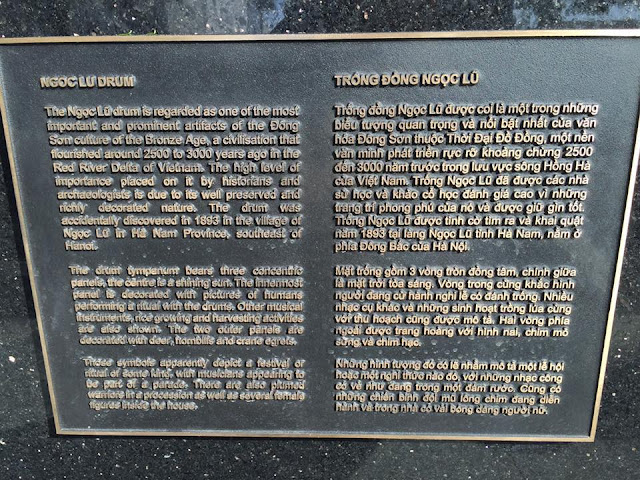 NGỌC LŨ DRUM
The Ngọc Lũ drum is regarded as one of the most
important and prominent artifacts of the Đông
Sơn culture of the Bronze Age, a civilisation that
flourished around 2500 to 3000 years ago in the
Red River Delta of Vietnam. The high level of
importance placed on it by historians and
archaeologists is due to its well preserved and
richly decorated nature. The drum was
accidentally discovered in 1893 in the village of
Ngọc Lũ in Hà Nam Province, southeast of
Hanoi.
The drum tympanum bears three concentric
panels, the centre is a shining sun. The innermost
panel is decorated with pictures of humans
performing a ritual with the drums. Other musical
instruments, rice growing and harvesting activities
are also shown. The two outer panels are
decorated with deer, hornbills and crane egrets.
Those symbols apparently depict a festival or
ritual of some kind, with musicians appearing to
be part of a parade. There are also plumed
warriors in a procession as well as several female
figures inside the house.
TRỐNG ĐỒNG NGỌC LŨ
Trống đồng Ngọc Lũ được coi là một trong những
biểu tượng quan trọng và nổi bật nhất của văn
hóa Đông Sơn thuộc Thời Đại Đồ Đồng, một nền
văn minh phát triển rực rỡ khoảng chừng 2500
đến 3000 năm trước trong lưu vực sông Hồng Hà
của Việt Nam. Trống Ngọc Lũ đã được các nhà
sử học và khảo cổ học đánh giá cao vì những
trang trí phong phú của nó và được giữ gìn tốt.
Trống Ngọc Lũ được tình cờ tìm ra và khai quật
năm 1893 tại làng Ngọc Lũ tỉnh Hà Nam, nằm ở
phía Đông Bắc của Hà Nội.
Mặt trống gồm 3 vòng tròn đồng tâm, chính giữa
là mặt trời tỏa sáng. Vòng trong cùng khắc hình
người đang cử hành nghi lễ có đánh trống. Nhiều
nhạc cụ khác và những sinh hoạt trồng lúa cùng
với thu hoạch cũng được mô tả. Hai vòng phía
ngoài được trang hoàng với hình nai, chim mỏ
sừng và chim hạc.
Những hình tượng đó có lẽ nhằm mô tả một lễ hội
hoặc một nghi thức nào đó, với những nhạc công
có vẻ như đang trong một đám rước. Cũng có
những chiến binh đội mũ lông chim đang diễn
hành và trong nhà có vài bóng dáng người nữ.